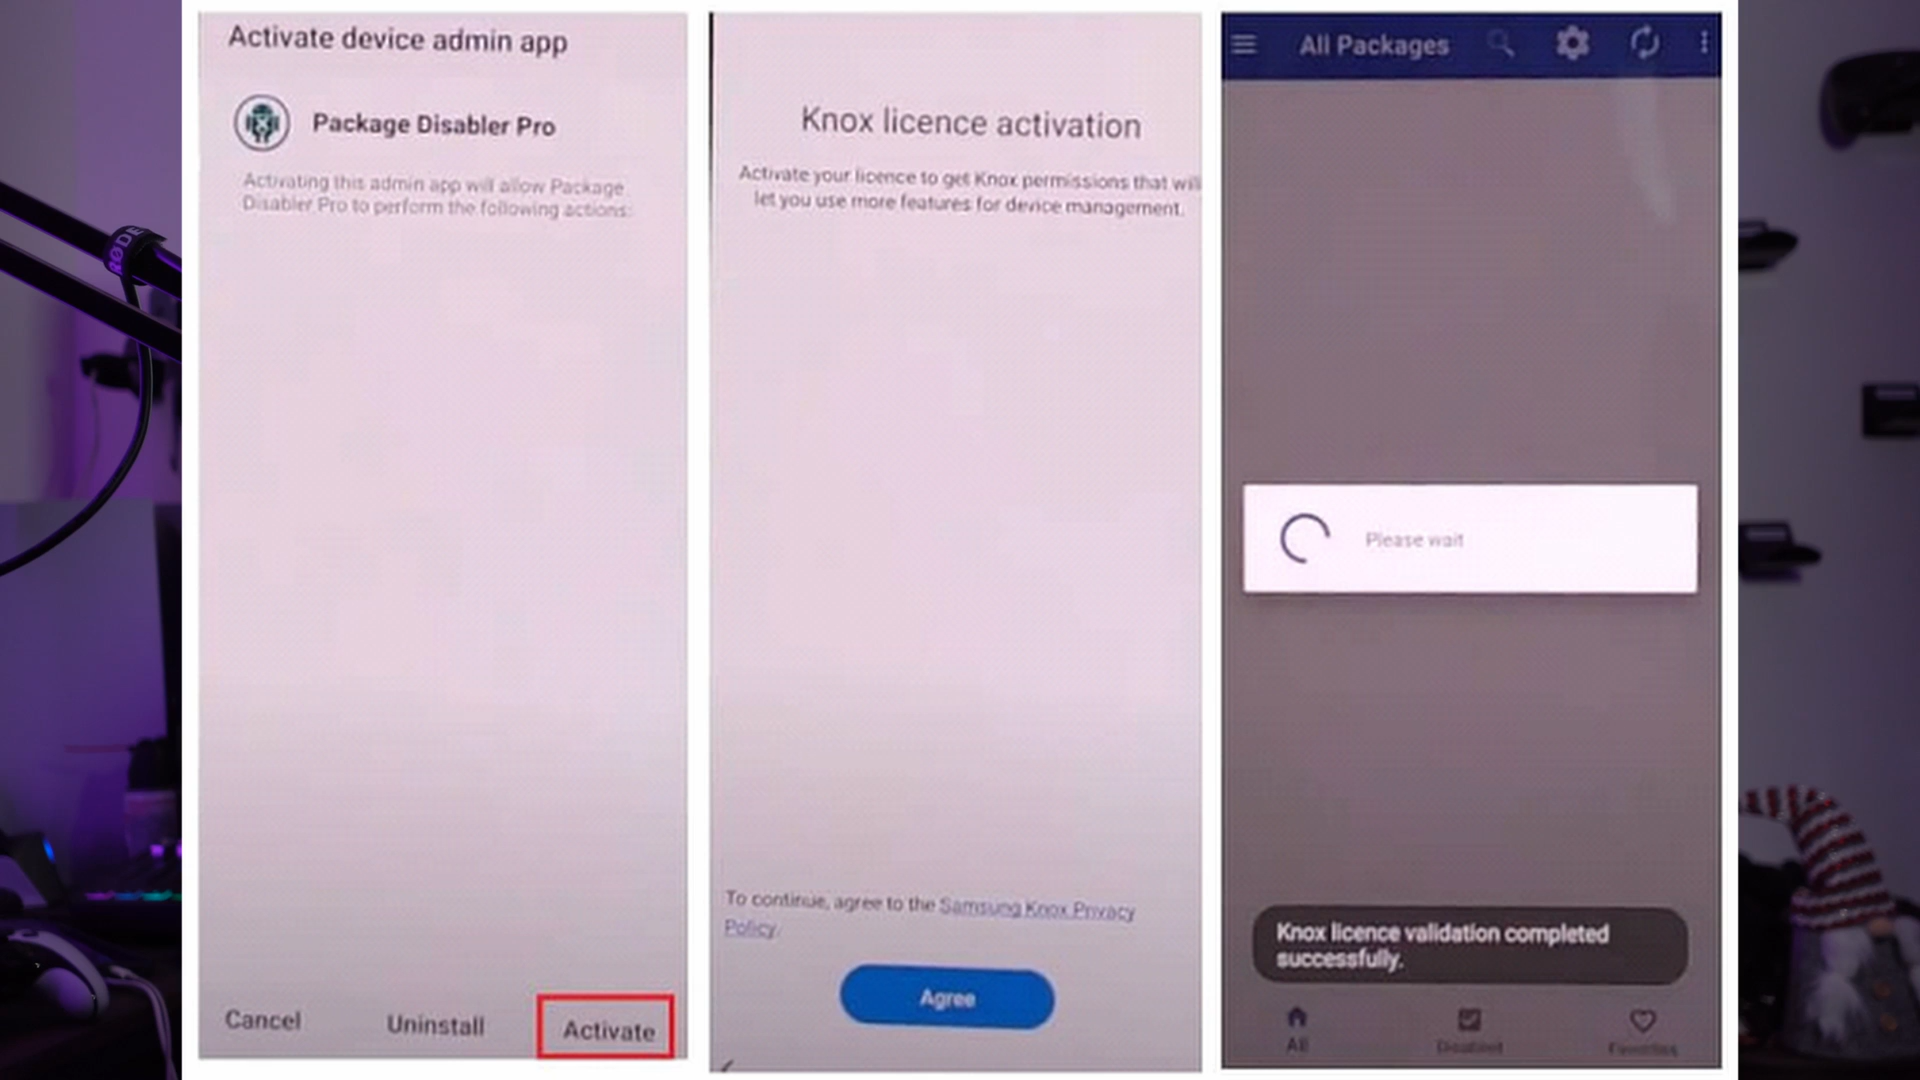 Activate device admin app
Package Disabler Pro
Activating this admin app will allow Package
Disabler Pro to perform the following actions:
Cancel
Uninstall
Activate
Knox licence activation
Activate your licence to get Knox permissions that will
let you use more features for device management.
To continue, agree to the Samsung Knox Privacy
Policy.
Agree
All Packages
Please wait
Knox licence validation completed
successfully.
All
Disabled
Favorites
RØDE